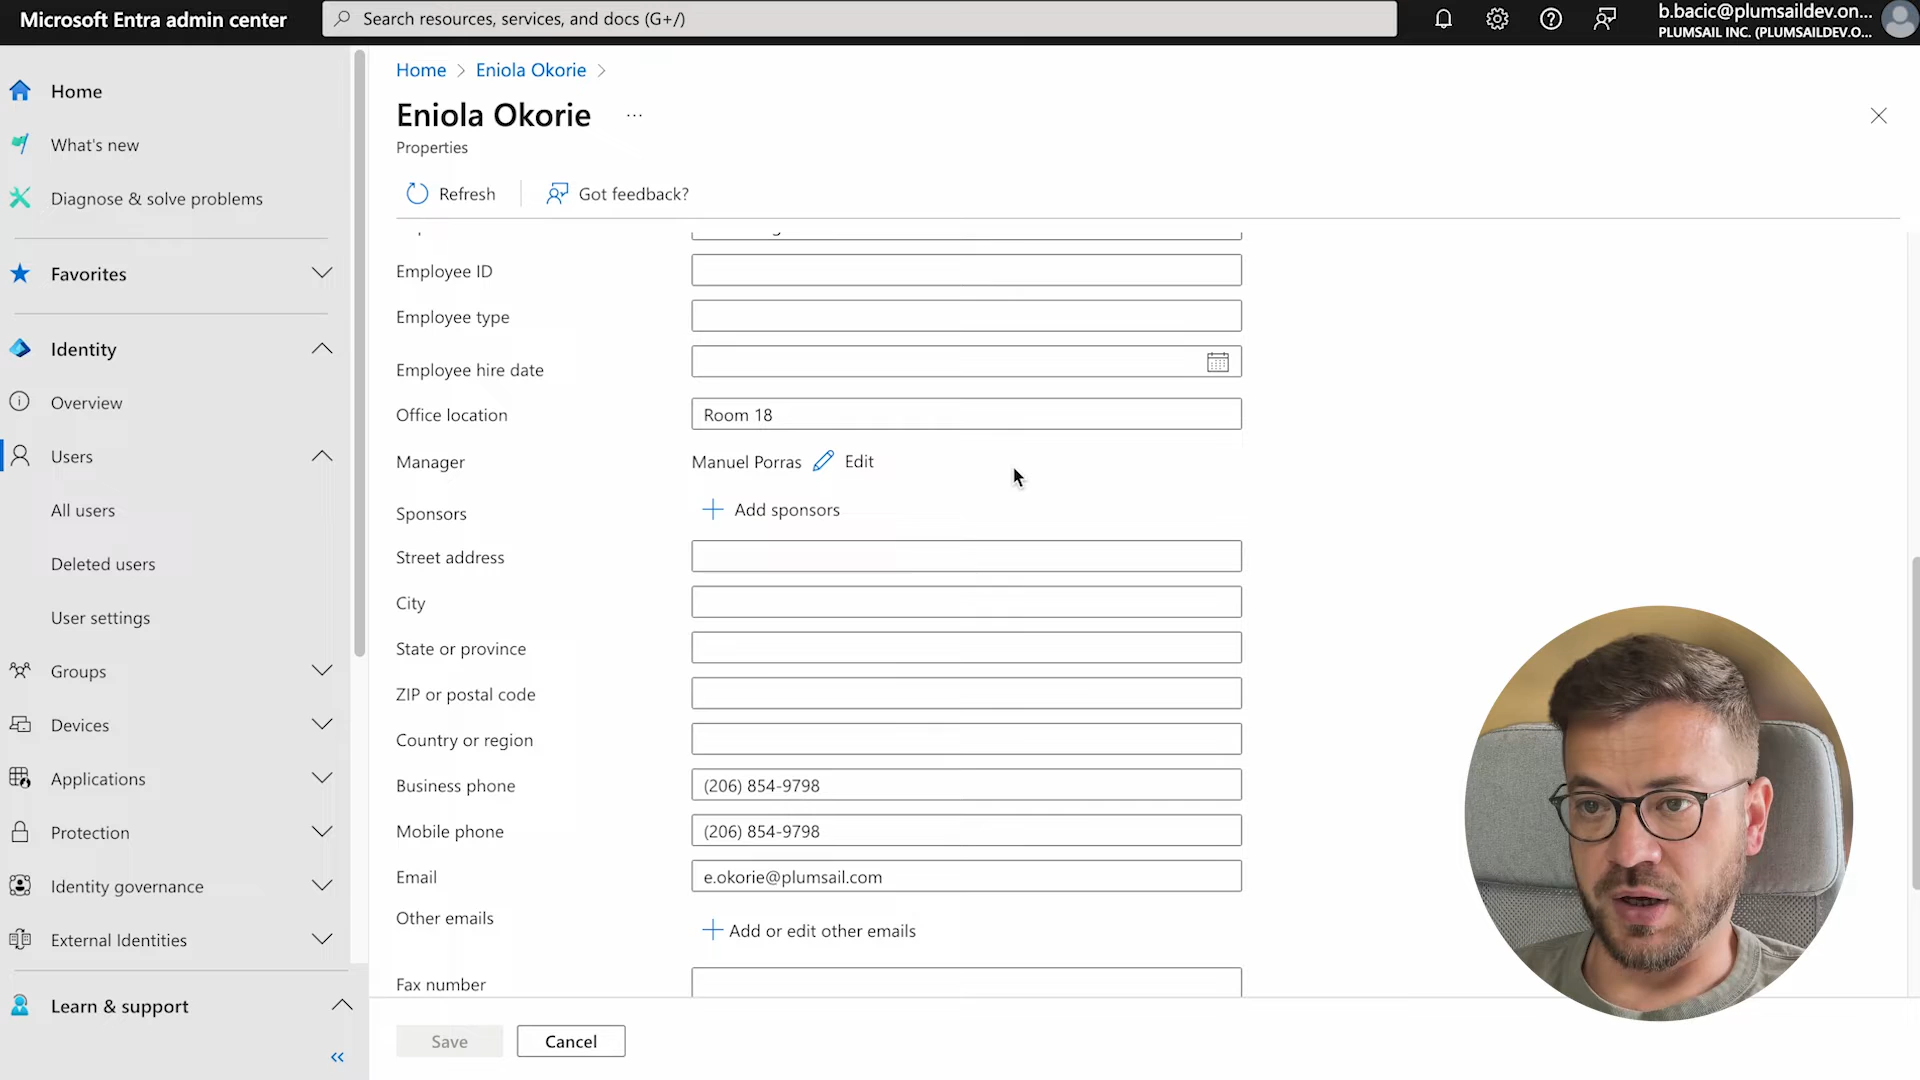 Microsoft Entra admin center
Search resources, services, and docs (G+/)
b.bacic@plumsaildev.on...
PLUMSAIL INC. (PLUMSAILDEV.O...
Home
What's new
Diagnose & solve problems
Favorites
Identity
Overview
Users
All users
Deleted users
User settings
Groups
Devices
Applications
Protection
Identity governance
External Identities
Learn & support
Home > Eniola Okorie >
Eniola Okorie ...
Properties
Refresh
Got feedback?
Employee ID
Employee type
Employee hire date
Office location Room 18
Manager Manuel Porras Edit
Sponsors Add sponsors
Street address
City
State or province
ZIP or postal code
Country or region
Business phone (206) 854-9798
Mobile phone (206) 854-9798
Email e.okorie@plumsail.com
Other emails Add or edit other emails
Fax number
Save Cancel